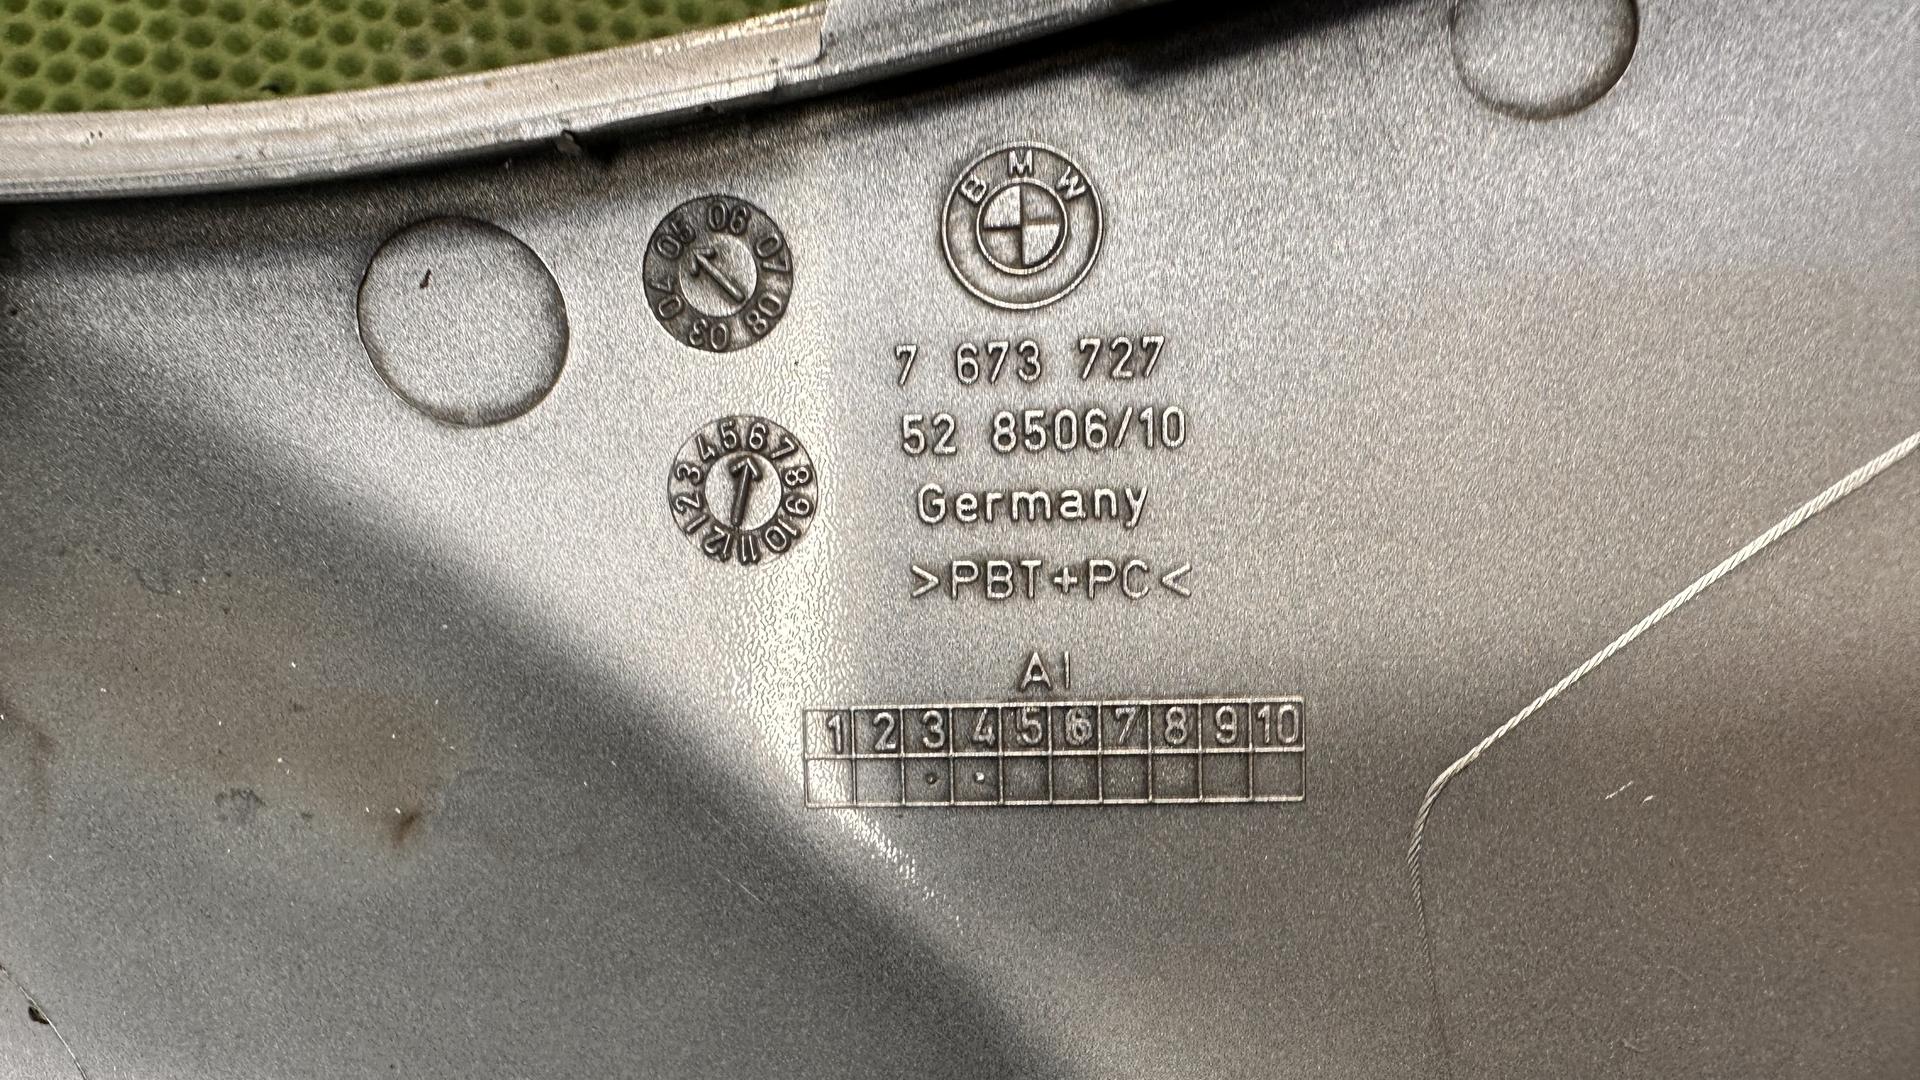 03 04 05 06 07 08
1 2 3 4 5 6 7 8 9 10 11 12
BMW
7 673 727
52 8506/10
Germany
>PBT+PC<
A1
1 2 3 4 5 6 7 8 9 10